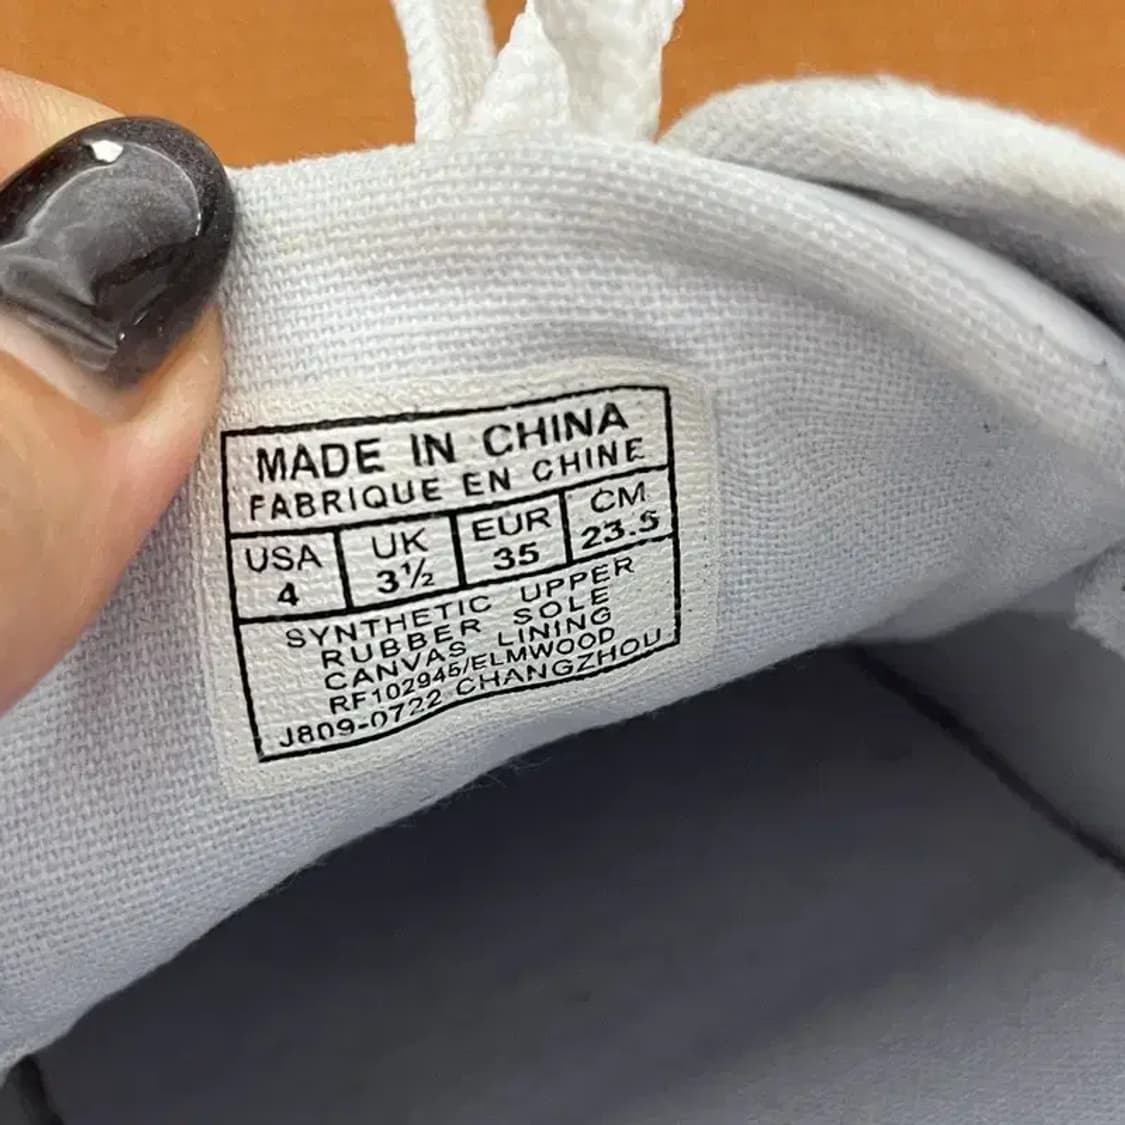 MADE IN CHINA
FABRIQUE EN CHINE
USA UK EUR CM
4 3½ 35 23.5
SYNTHETIC UPPER
RUBBER SOLE
CANVAS LINING
RF102945/ELMWOOD
J809-0722 CHANGZHOU